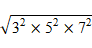 √3² × 5² × 7²